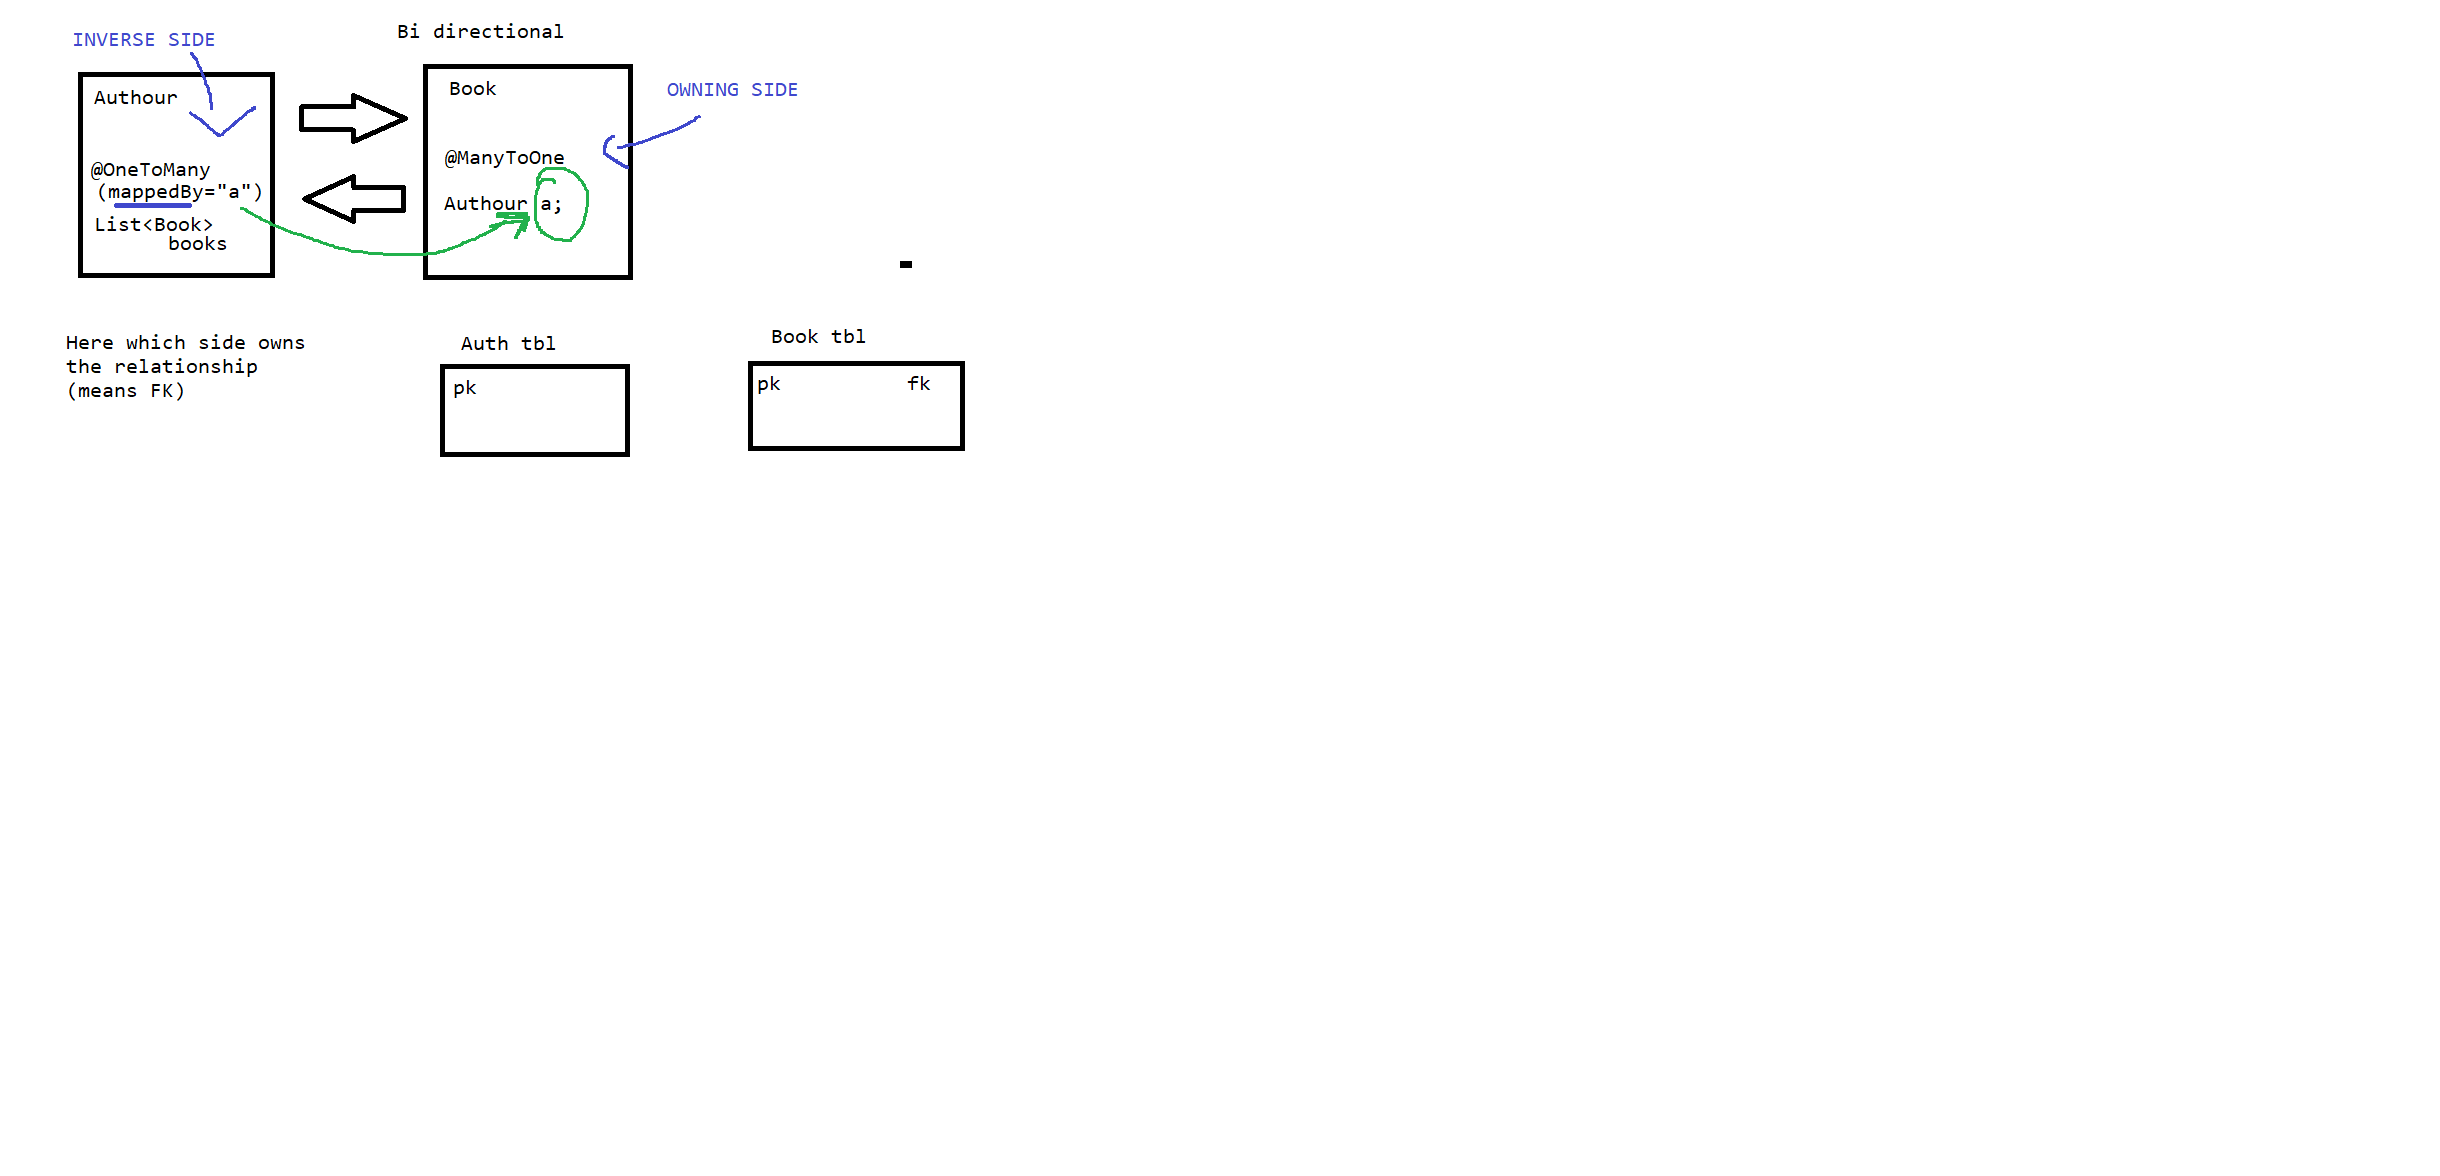 INVERSE SIDE
Bi directional
Authour
Book
OWNING SIDE
@OneToMany
(mappedBy="a")
List<Book>
books
@ManyToOne
Authour a;
Here which side owns
the relationship
(means FK)
Auth tbl
pk
Book tbl
pk fk